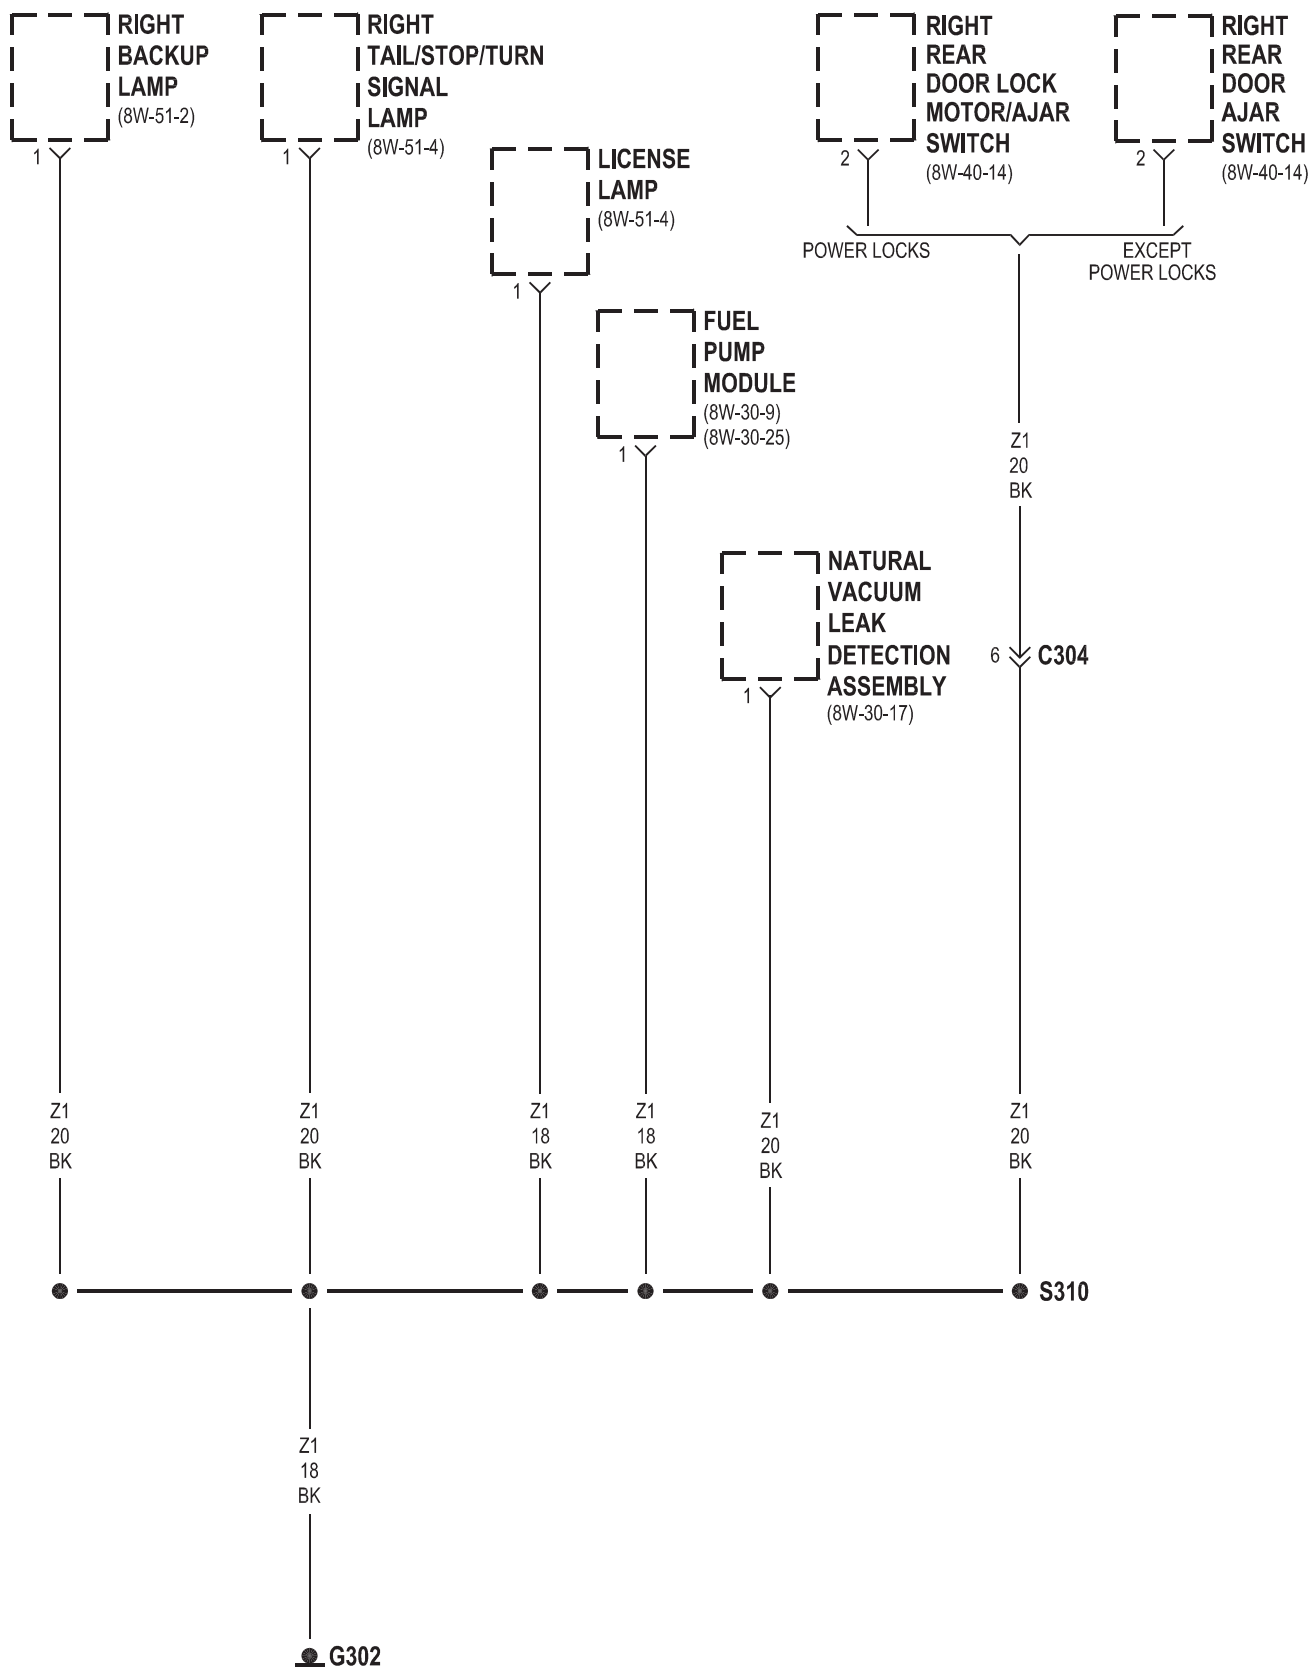 RIGHT
BACKUP
LAMP
(8W-51-2)
1
RIGHT
TAIL/STOP/TURN
SIGNAL
LAMP
(8W-51-4)
1
LICENSE
LAMP
(8W-51-4)
1
FUEL
PUMP
MODULE
(8W-30-9)
(8W-30-25)
1
NATURAL
VACUUM
LEAK
DETECTION
ASSEMBLY
(8W-30-17)
1
RIGHT
REAR
DOOR LOCK
MOTOR/AJAR
SWITCH
(8W-40-14)
2
RIGHT
REAR
DOOR
AJAR
SWITCH
(8W-40-14)
2
POWER LOCKS
EXCEPT
POWER LOCKS
Z1
20
BK
6
C304
Z1
20
BK
Z1
20
BK
Z1
18
BK
Z1
18
BK
Z1
20
BK
Z1
20
BK
S310
Z1
18
BK
G302